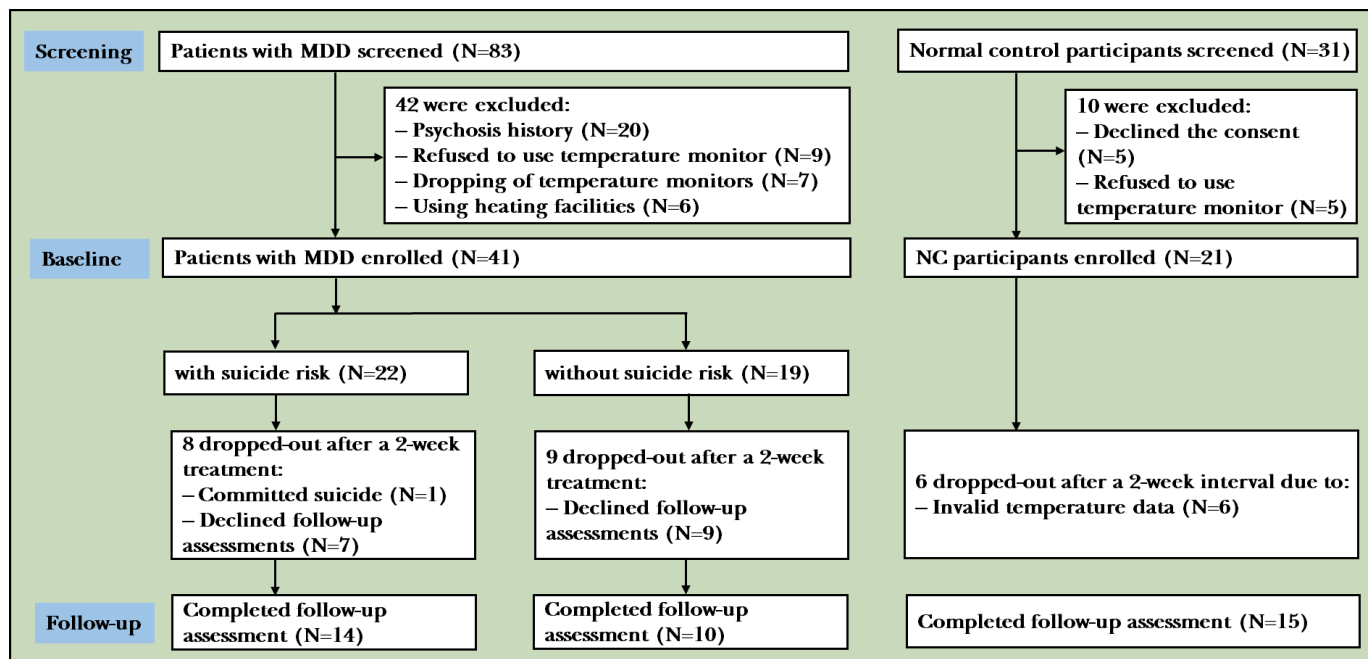 Screening
Patients with MDD screened (N=83)
Normal control participants screened (N=31)
42 were excluded:
– Psychosis history (N=20)
– Refused to use temperature monitor (N=9)
– Dropping of temperature monitors (N=7)
– Using heating facilities (N=6)
10 were excluded:
– Declined the consent
(N=5)
– Refused to use
temperature monitor (N=5)
Baseline
Patients with MDD enrolled (N=41)
NC participants enrolled (N=21)
with suicide risk (N=22)
without suicide risk (N=19)
8 dropped-out after a 2-week
treatment:
– Committed suicide (N=1)
– Declined follow-up
assessments (N=7)
9 dropped-out after a 2-week
treatment:
– Declined follow-up
assessments (N=9)
6 dropped-out after a 2-week interval due to:
– Invalid temperature data (N=6)
Follow-up
Completed follow-up
assessment (N=14)
Completed follow-up
assessment (N=10)
Completed follow-up assessment (N=15)